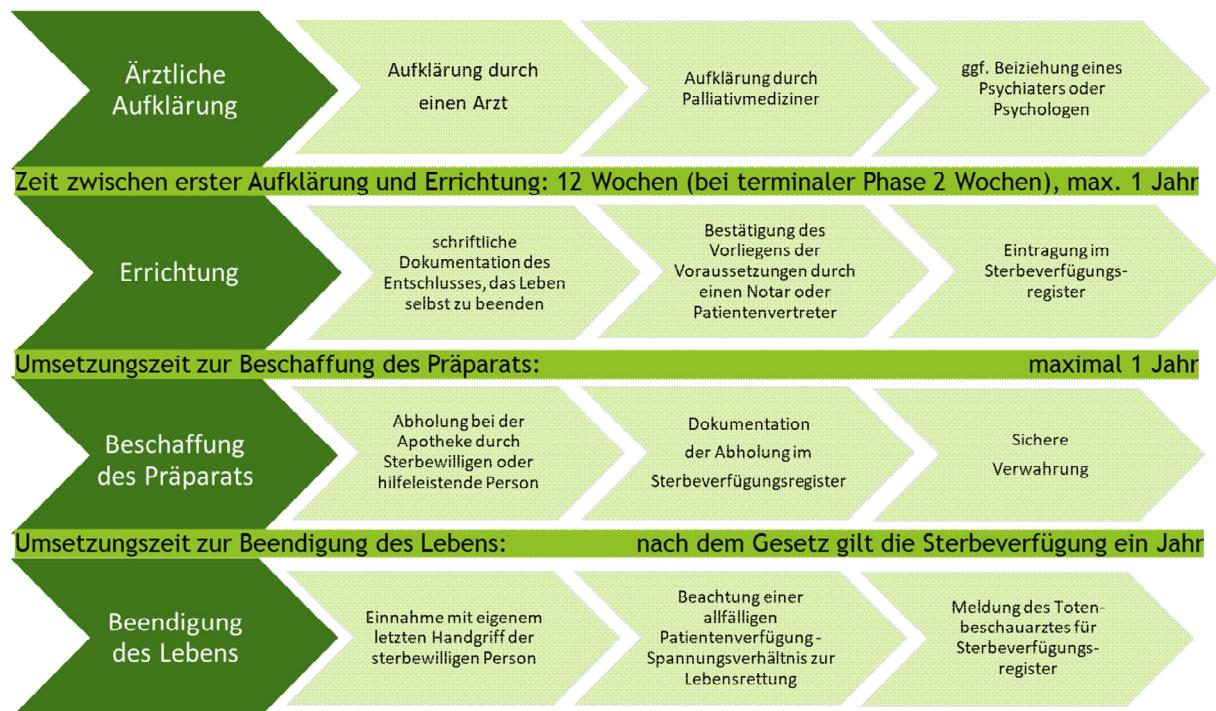 Ärztliche
Aufklärung
Aufklärung durch
einen Arzt
Aufklärung durch
Palliativmediziner
ggf. Beiziehung eines
Psychiaters oder
Psychologen
Zeit zwischen erster Aufklärung und Errichtung: 12 Wochen (bei terminaler Phase 2 Wochen), max. 1 Jahr
Errichtung
schriftliche
Dokumentation des
Entschlusses, das Leben
selbst zu beenden
Bestätigung des
Vorliegens der
Voraussetzungen durch
einen Notar oder
Patientenvertreter
Eintragung im
Sterbeverfügungs-
register
Umsetzungszeit zur Beschaffung des Präparats: maximal 1 Jahr
Beschaffung
des Präparats
Abholung bei der
Apotheke durch
Sterbewilligen oder
hilfeleistende Person
Dokumentation
der Abholung im
Sterbeverfügungsregister
Sichere
Verwahrung
Umsetzungszeit zur Beendigung des Lebens: nach dem Gesetz gilt die Sterbeverfügung ein Jahr
Beendigung
des Lebens
Einnahme mit eigenem
letzten Handgriff der
sterbewilligen Person
Beachtung einer
allfälligen
Patientenverfügung -
Spannungsverhältnis zur
Lebensrettung
Meldung des Toten-
beschauarztes für
Sterbeverfügungs-
register